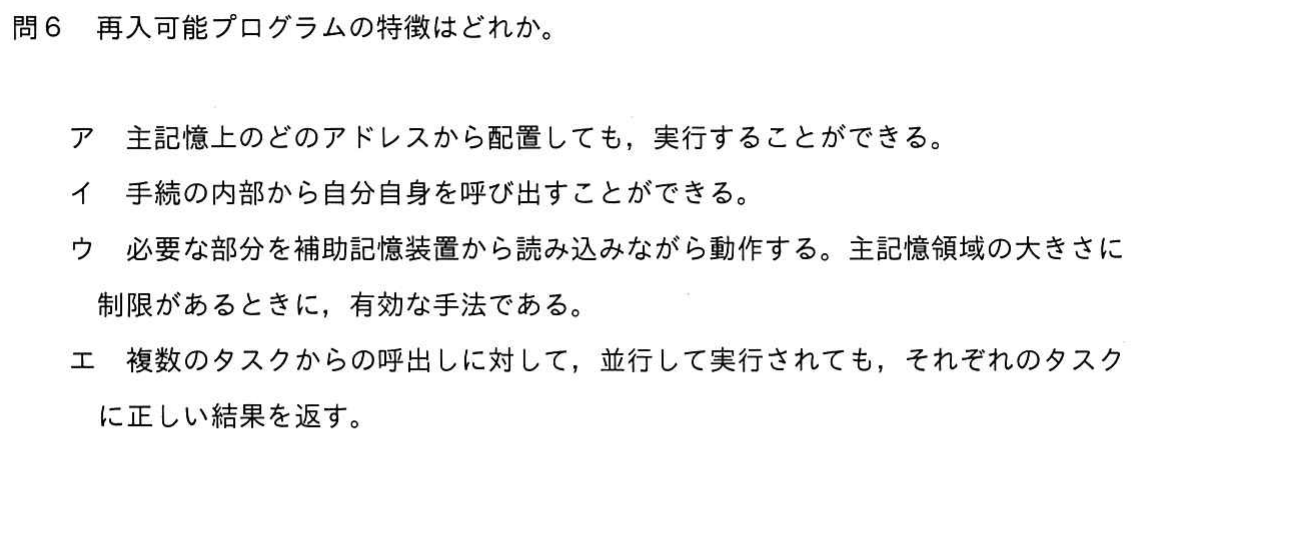 問6　再入可能プログラムの特徴はどれか。
ア　主記憶上のどのアドレスから配置しても，実行することができる。
イ　手続の内部から自分自身を呼び出すことができる。
ウ　必要な部分を補助記憶装置から読み込みながら動作する。主記憶領域の大きさに
制限があるときに，有効な手法である。
エ　複数のタスクからの呼出しに対して，並行して実行されても，それぞれのタスク
に正しい結果を返す。